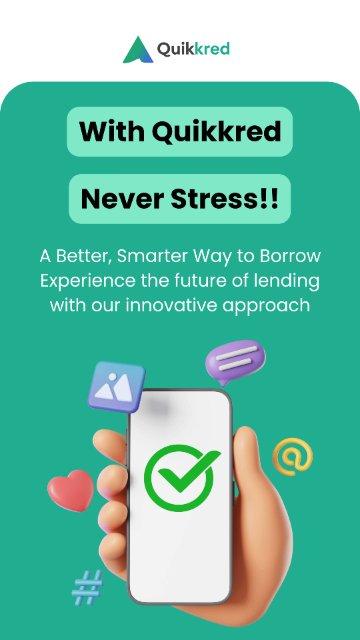 Quikkred
With Quikkred
Never Stress!!
A Better, Smarter Way to Borrow
Experience the future of lending
with our innovative approach
@
#